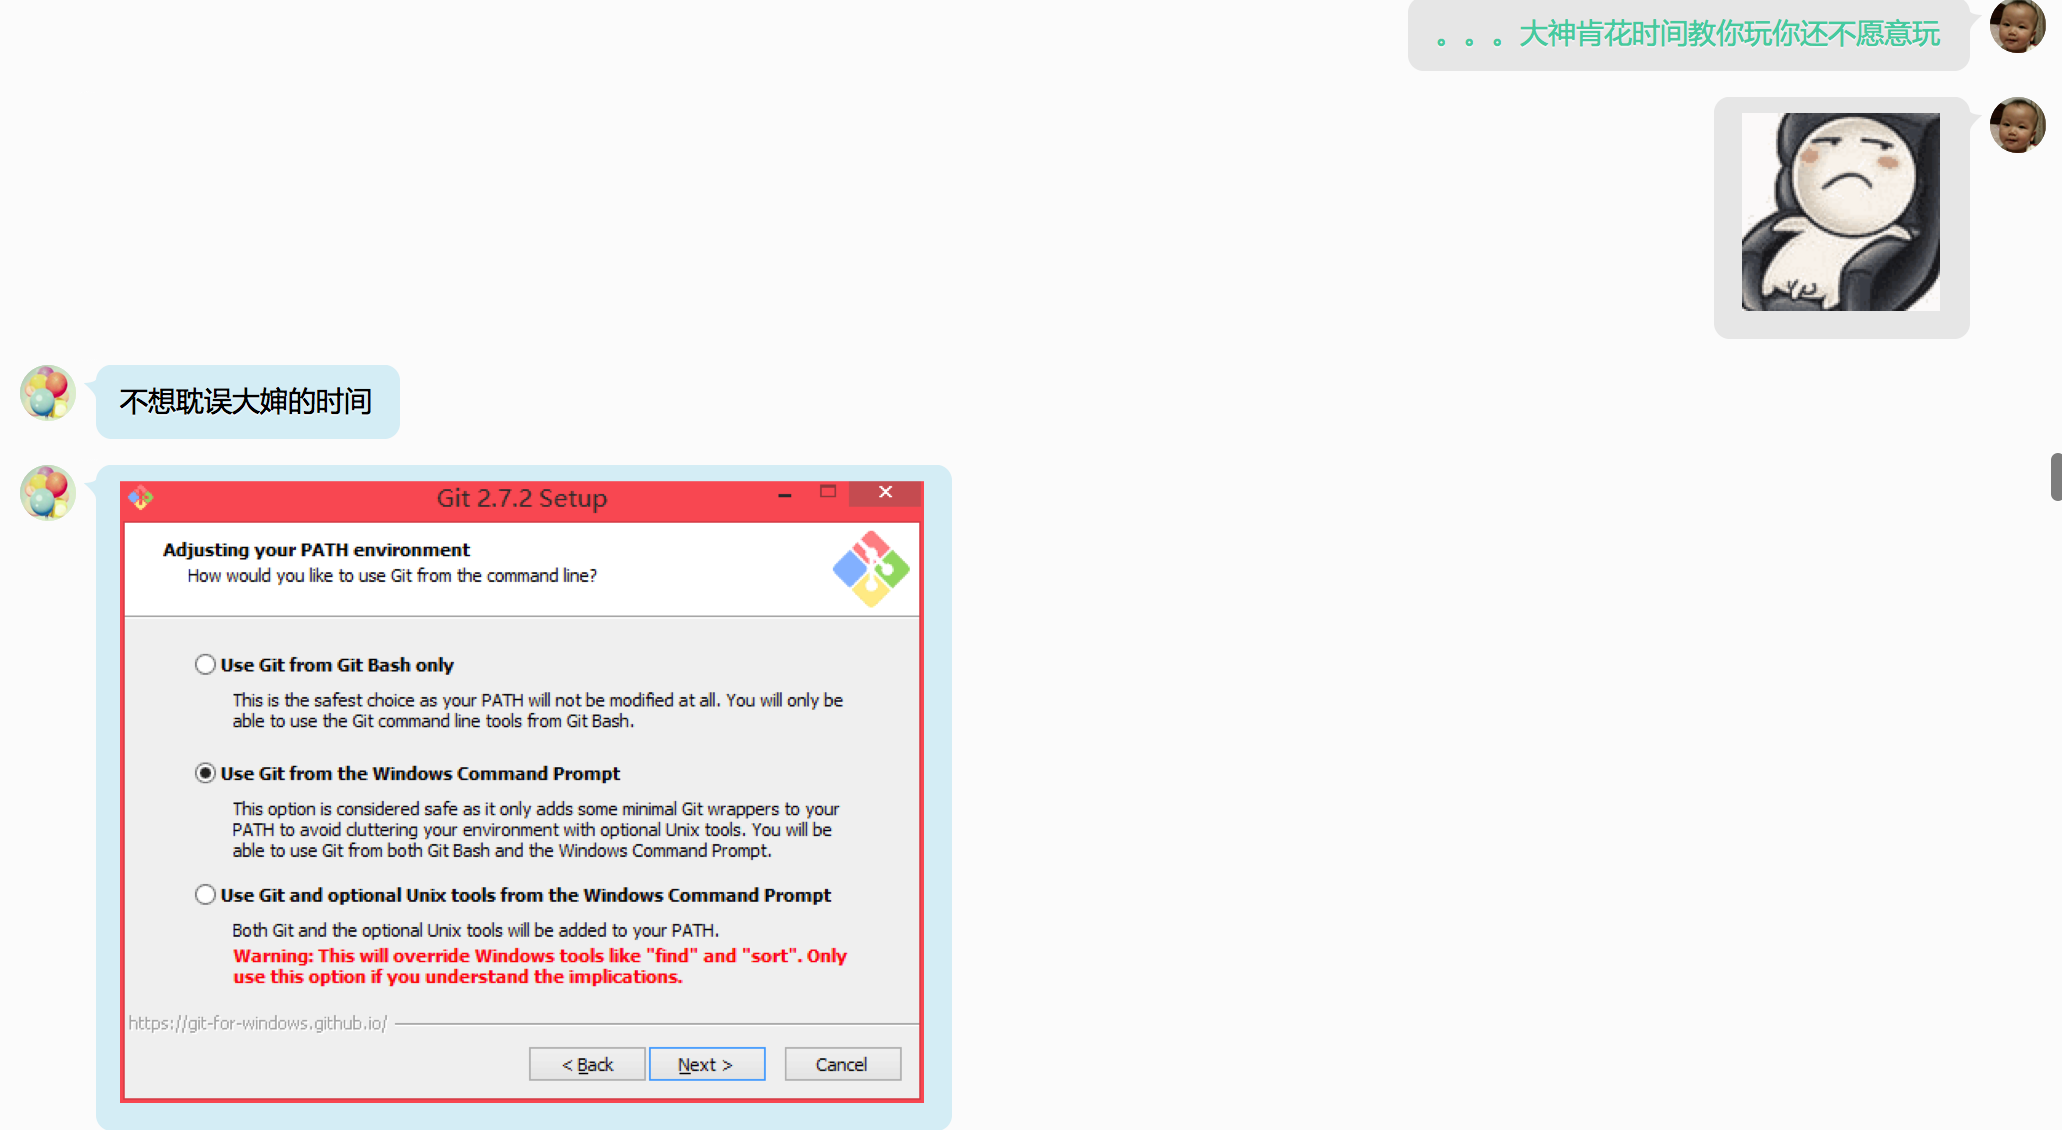 。。。大神肯花时间教你玩你还不愿意玩
不想耽误大婶的时间
Git 2.7.2 Setup
Adjusting your PATH environment
How would you like to use Git from the command line?
Use Git from Git Bash only
This is the safest choice as your PATH will not be modified at all. You will only be
able to use the Git command line tools from Git Bash.
Use Git from the Windows Command Prompt
This option is considered safe as it only adds some minimal Git wrappers to your
PATH to avoid cluttering your environment with optional Unix tools. You will be
able to use Git from both Git Bash and the Windows Command Prompt.
Use Git and optional Unix tools from the Windows Command Prompt
Both Git and the optional Unix tools will be added to your PATH.
Warning: This will override Windows tools like "find" and "sort". Only
use this option if you understand the implications.
https://git-for-windows.github.io/
< Back Next > Cancel